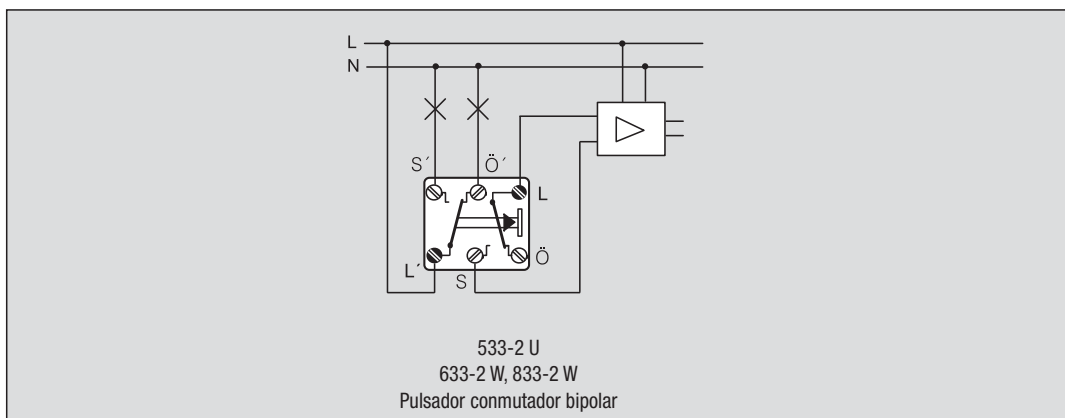 L
N
S´ Ö´
L
L´
S
Ö
533-2 U
633-2 W, 833-2 W
Pulsador conmutador bipolar